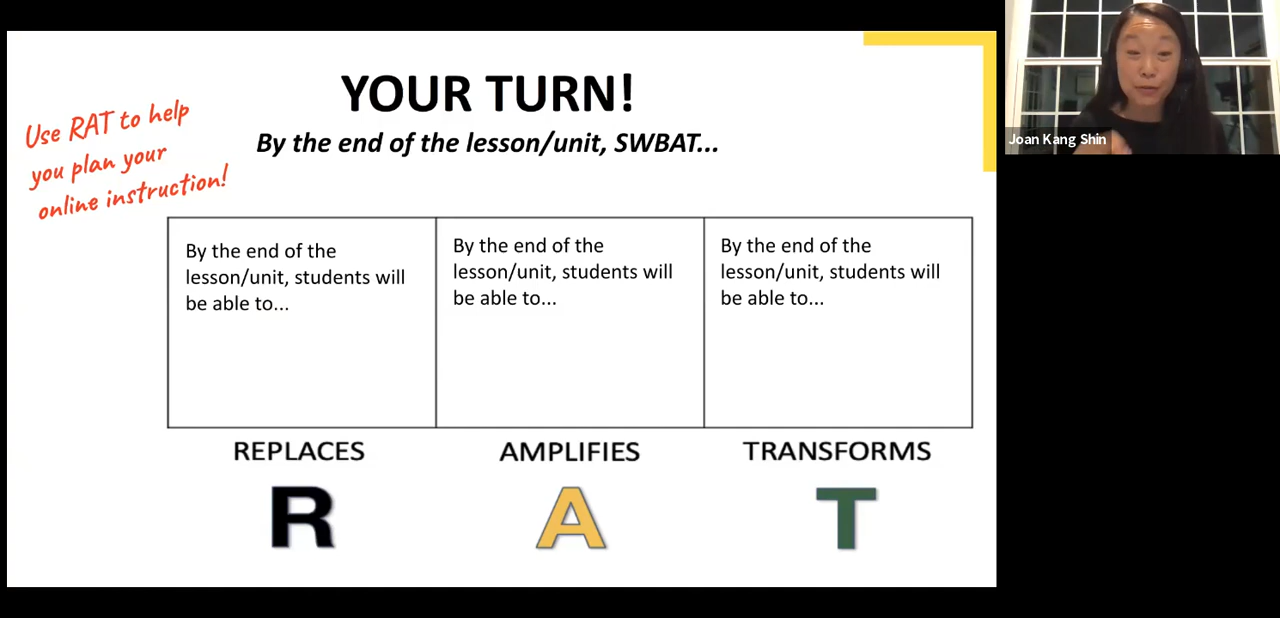 YOUR TURN!
By the end of the lesson/unit, SWBAT...
Use RAT to help
you plan your
online instruction!
By the end of the
lesson/unit, students will
be able to...
By the end of the
lesson/unit, students will
be able to...
By the end of the
lesson/unit, students will
be able to...
REPLACES
AMPLIFIES
TRANSFORMS
R
A
T
Joan Kang Shin